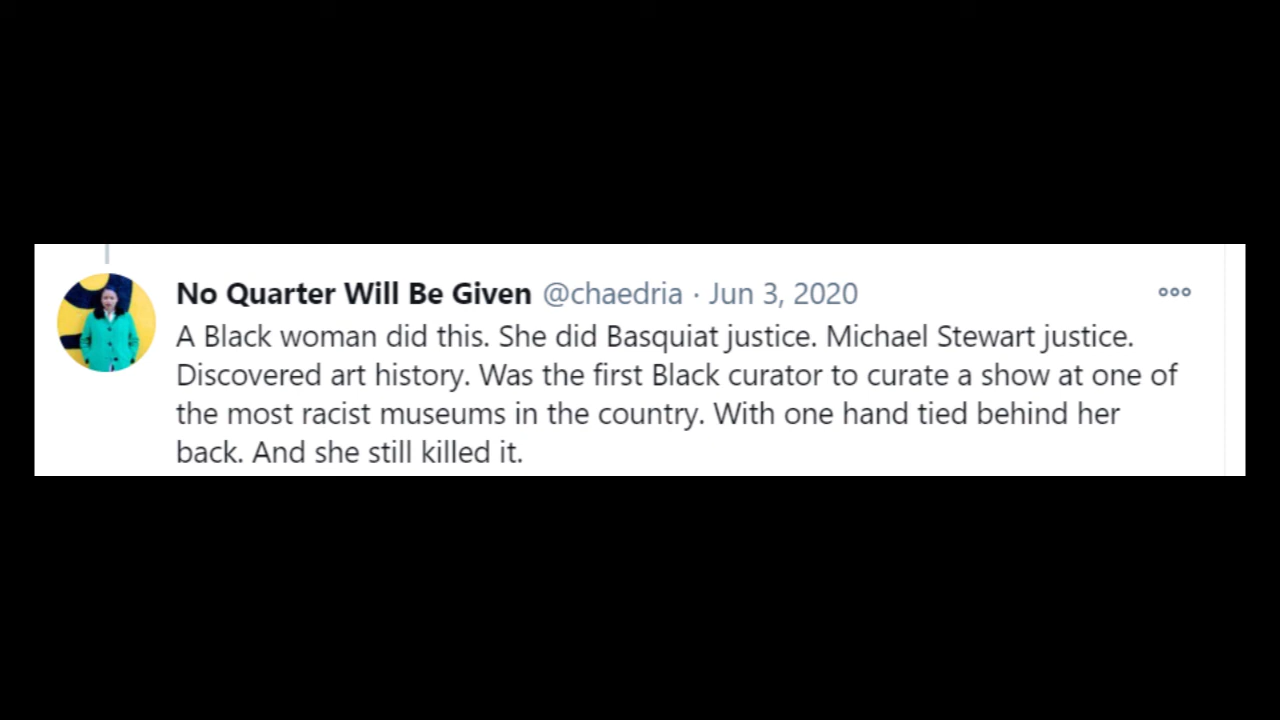 No Quarter Will Be Given @chaedria · Jun 3, 2020
A Black woman did this. She did Basquiat justice. Michael Stewart justice.
Discovered art history. Was the first Black curator to curate a show at one of
the most racist museums in the country. With one hand tied behind her
back. And she still killed it.